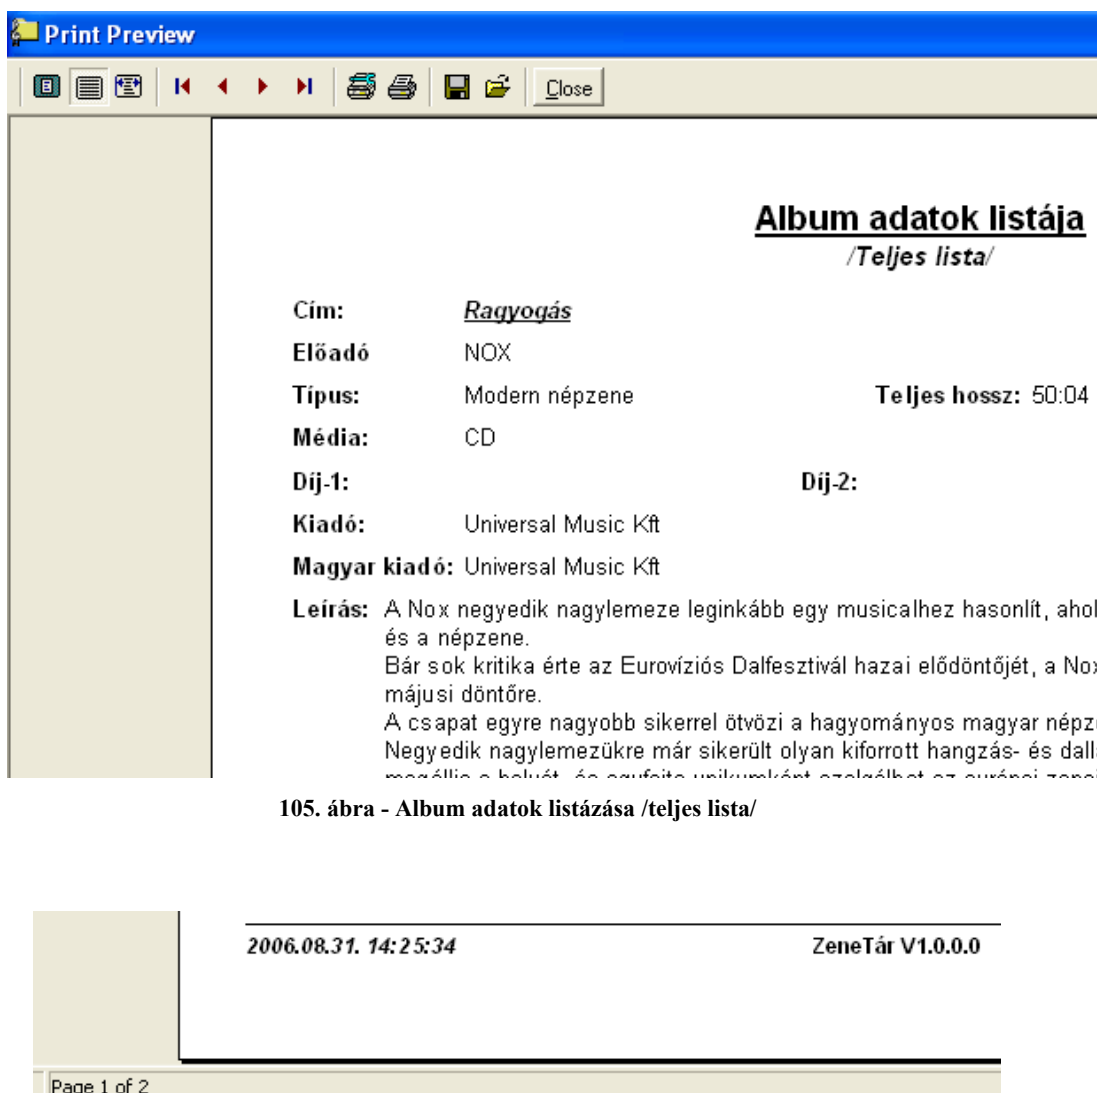 Print Preview
Close
Album adatok listája
/Teljes lista/
Cím: Ragyogás
Előadó NOX
Típus: Modern népzene Teljes hossz: 50:04
Média: CD
Díj-1: Díj-2:
Kiadó: Universal Music Kft
Magyar kiadó: Universal Music Kft
Leírás: A Nox negyedik nagylemeze leginkább egy musicalhez hasonlít, ahol
és a népzene.
Bár sok kritika érte az Eurovíziós Dalfesztivál hazai elődöntőjét, a Nox
májusi döntőre.
A csapat egyre nagyobb sikerrel ötvözi a hagyományos magyar népz
Negyedik nagylemezükre már sikerült olyan kiforrott hangzás- és dall
105. ábra - Album adatok listázása /teljes lista/
2006.08.31. 14:25:34 ZeneTár V1.0.0.0
Page 1 of 2